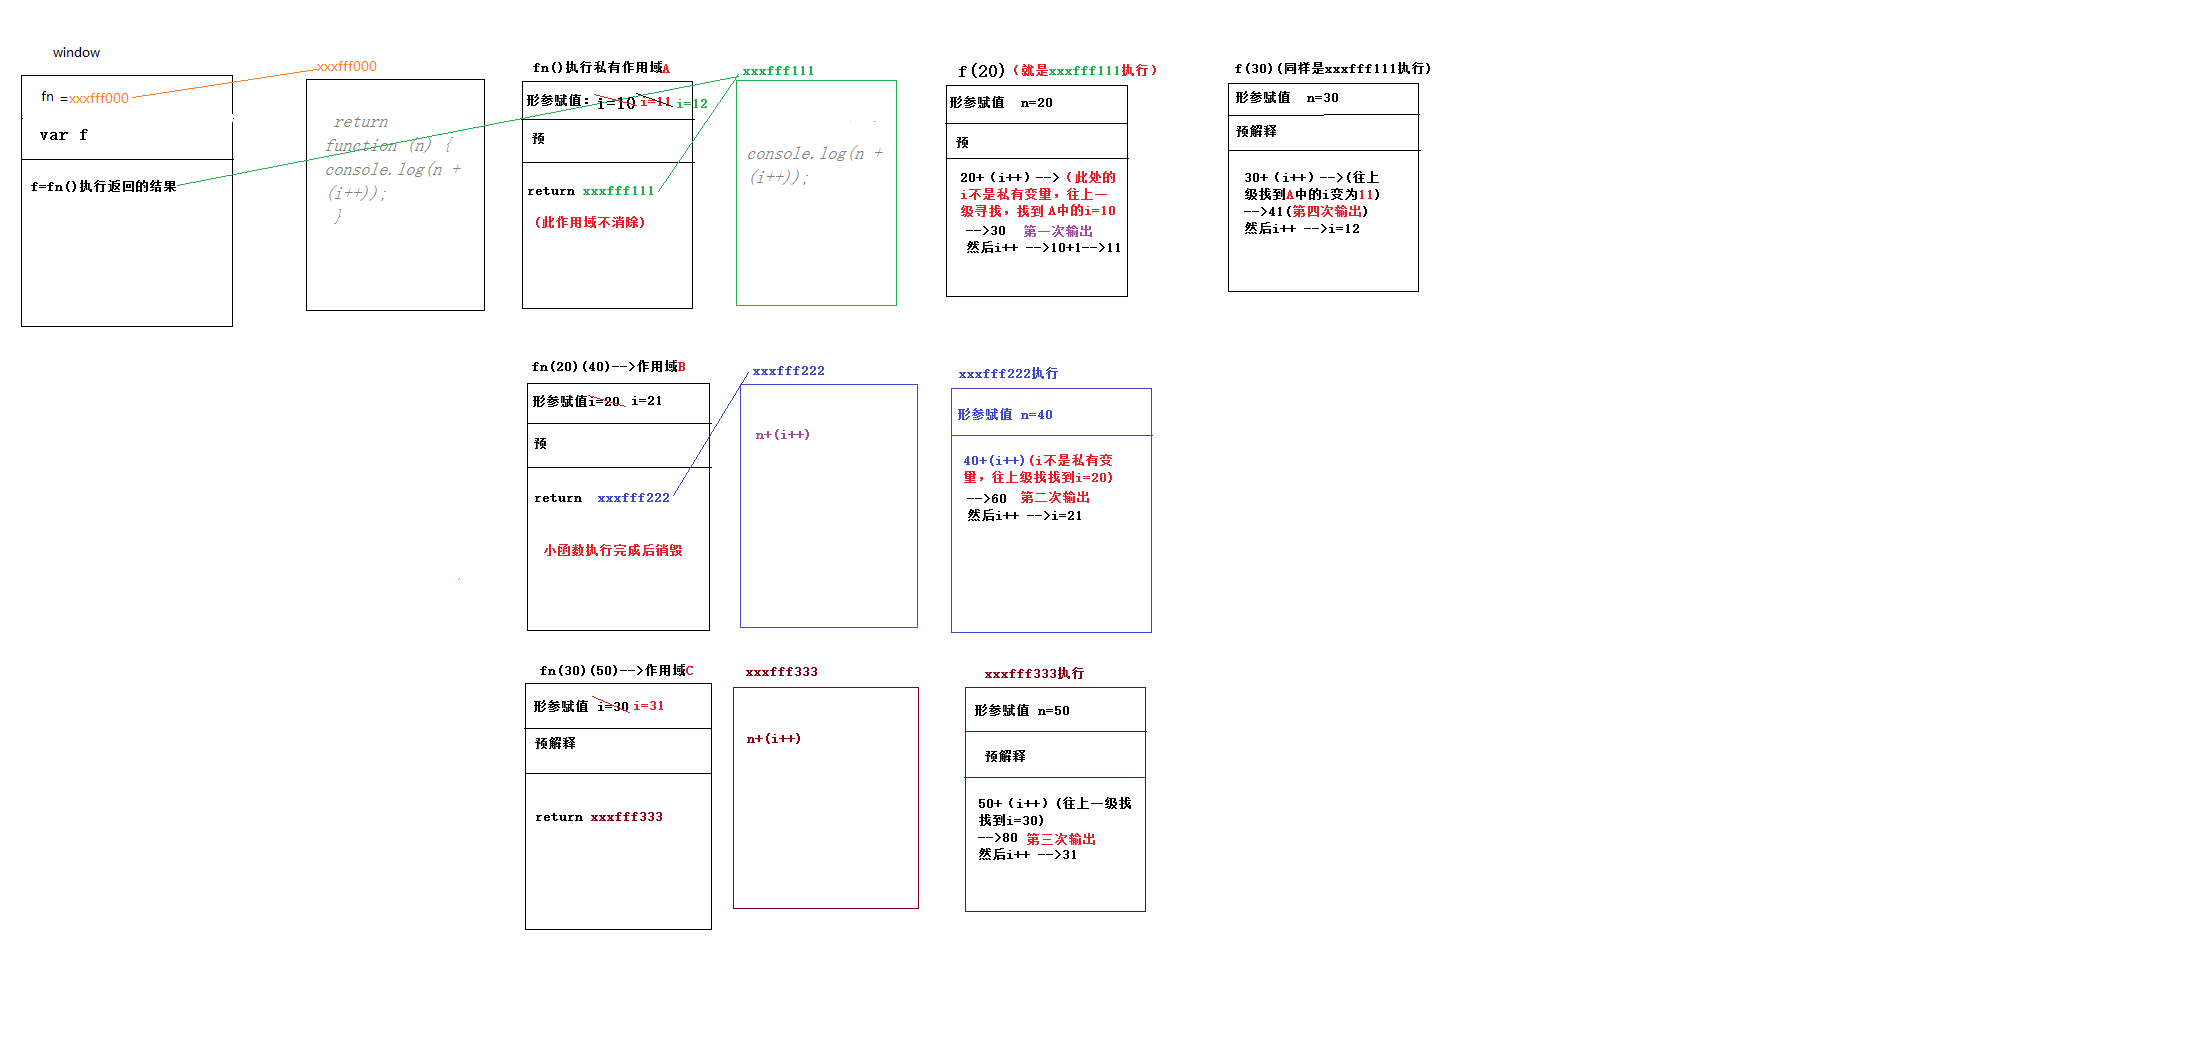 window
fn =xxxfff000
var f
f=fn()执行返回的结果
xxxfff000
return
function (n) {
console.log(n +
(i++));
}
fn()执行私有作用域A
形参赋值: i=10 i=11 i=12
预
return xxxfff111
(此作用域不消除)
xxxfff111
console.log(n +
(i++));
f(20)(就是xxxfff111执行)
形参赋值 n=20
预
20+（i++）-->（此处的
i不是私有变量，往上一
级寻找，找到 A中的i=10
-->30 第一次输出
然后i++ -->10+1-->11
f(30)(同样是xxxfff111执行)
形参赋值 n=30
预解释
30+（i++）-->(往上
级找到A中的i变为11)
-->41(第四次输出)
然后i++ -->i=12
fn(20)(40)-->作用域B
形参赋值i=20 i=21
预
return xxxfff222
小函数执行完成后销毁
xxxfff222
n+(i++)
xxxfff222执行
形参赋值 n=40
40+(i++)(i不是私有变
量，往上级找找到i=20)
-->60 第二次输出
然后i++ -->i=21
fn(30)(50)-->作用域C
形参赋值 i=30 i=31
预解释
return xxxfff333
xxxfff333
n+(i++)
xxxfff333执行
形参赋值 n=50
预解释
50+（i++）(往上一级找
找到i=30)
-->80 第三次输出
然后i++ -->31